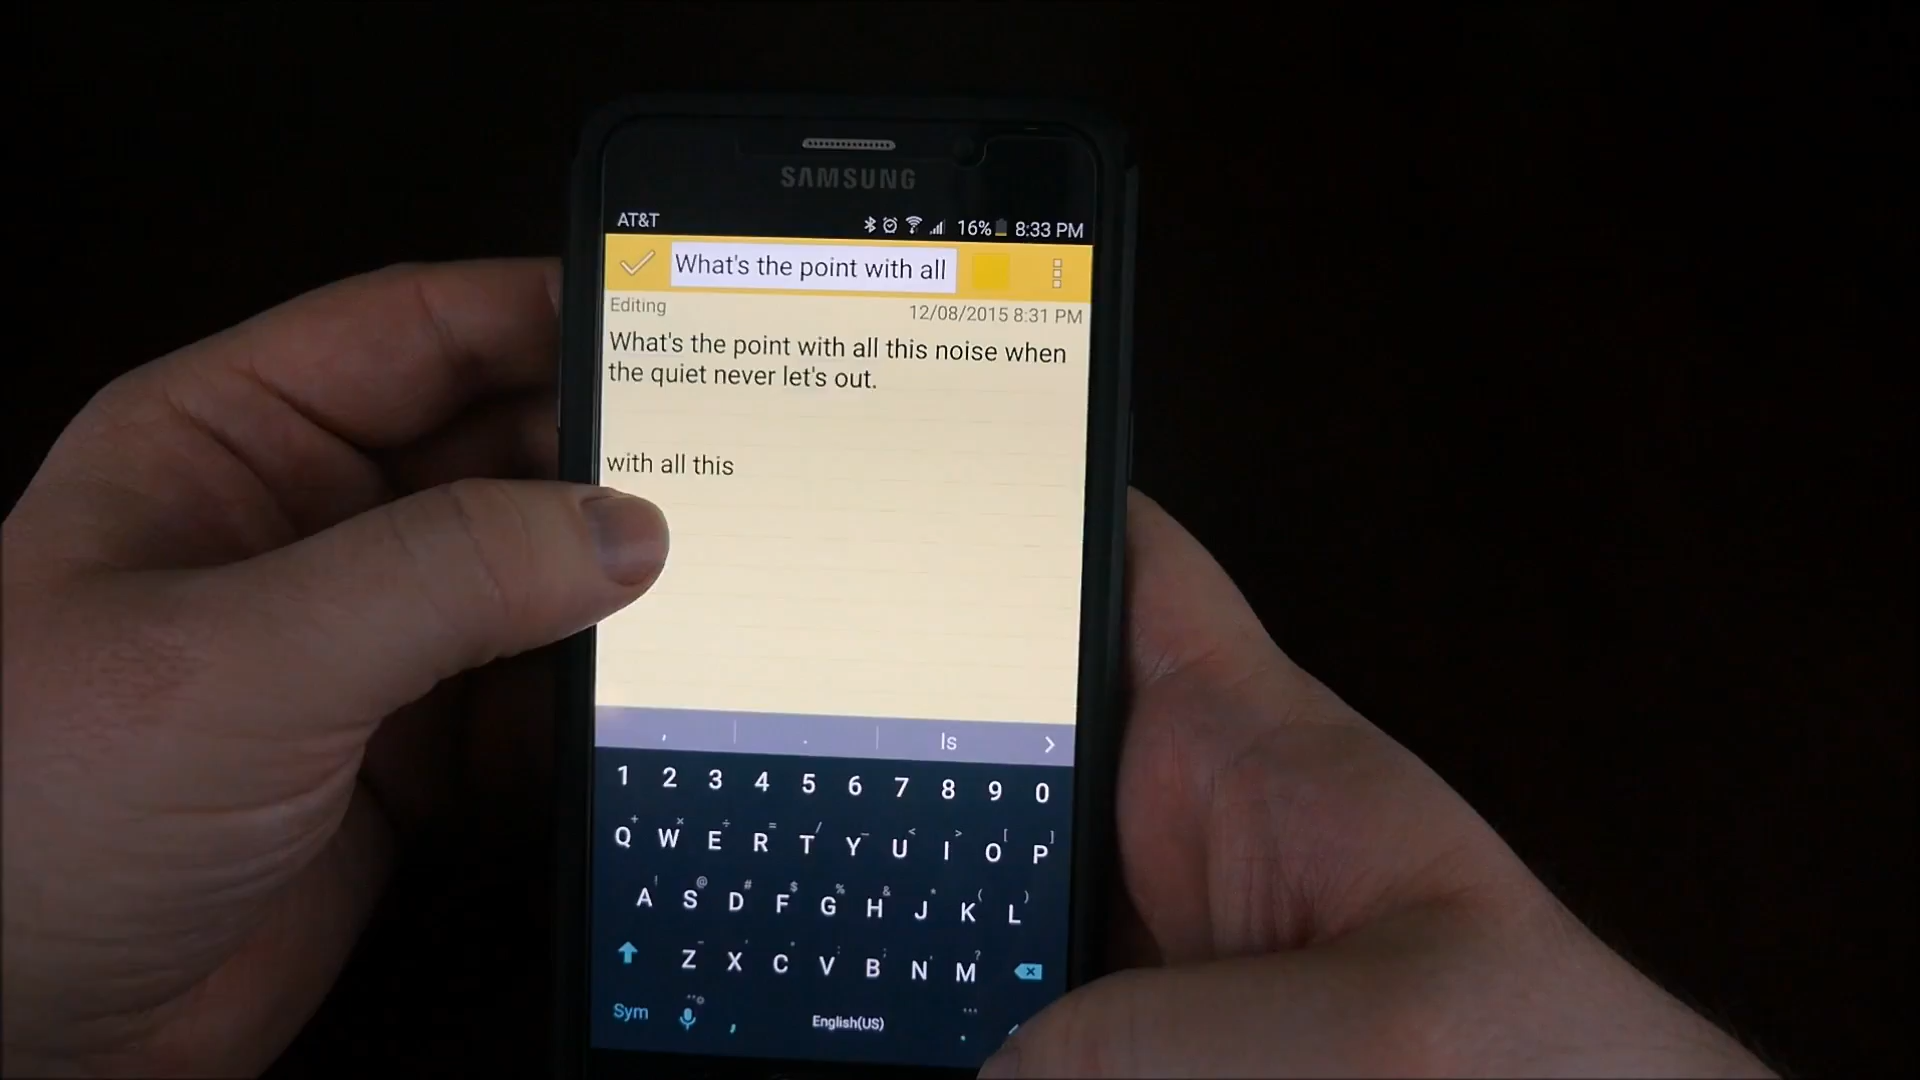 SAMSUNG
AT&T 16% 8:33 PM
What's the point with all
Editing 12/08/2015 8:31 PM
What's the point with all this noise when
the quiet never let's out.
with all this
, . Is >
1 2 3 4 5 6 7 8 9 0
+ × ÷ = / _ < > [ ]
Q W E R T Y U I O P
! @ # $ % & * ( )
A S D F G H J K L
Z X C V B N M ?
Sym , English(US) .